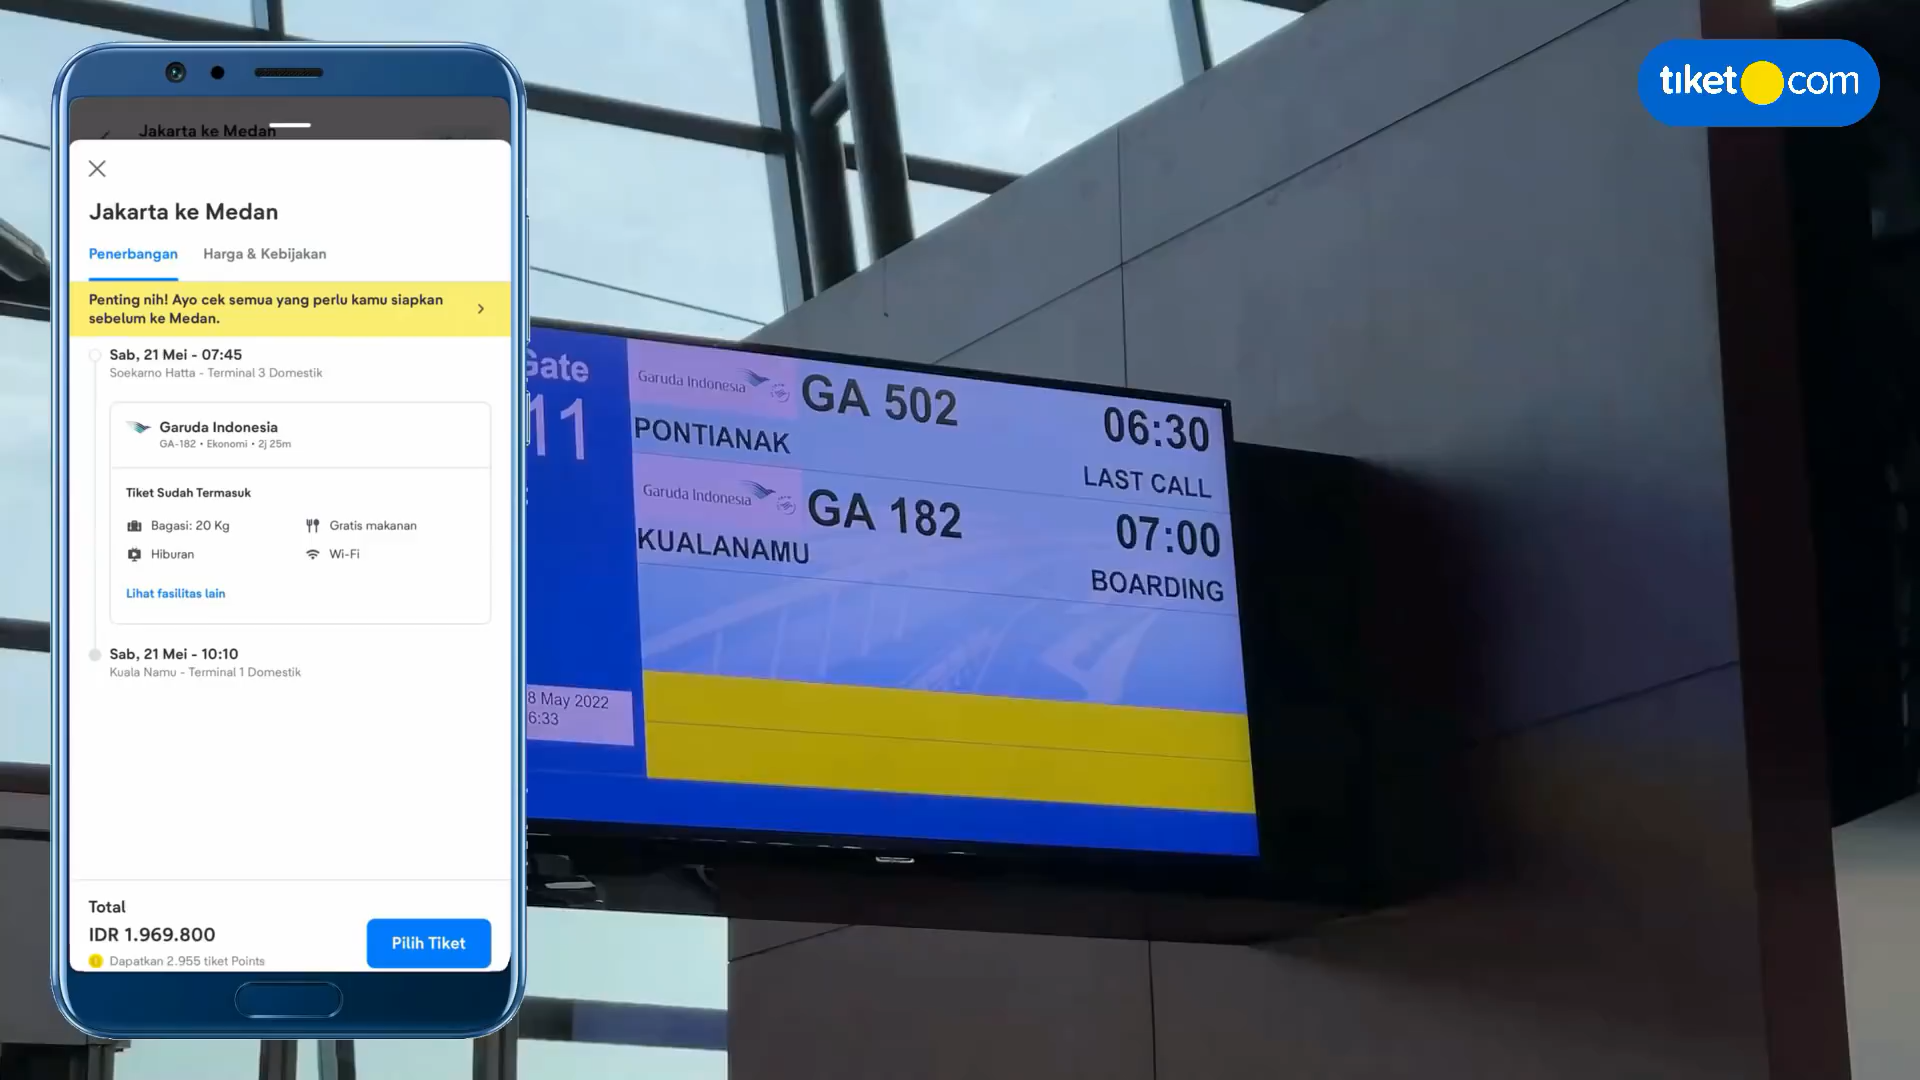 tiket.com
Jakarta ke Medan
Jakarta ke Medan
Penerbangan
Harga & Kebijakan
Penting nih! Ayo cek semua yang perlu kamu siapkan
sebelum ke Medan.
Sab, 21 Mei - 07:45
Soekarno Hatta - Terminal 3 Domestik
Garuda Indonesia
GA-182 • Ekonomi • 2j 25m
Tiket Sudah Termasuk
Bagasi: 20 Kg
Gratis makanan
Hiburan
Wi-Fi
Lihat fasilitas lain
Sab, 21 Mei - 10:10
Kuala Namu - Terminal 1 Domestik
Total
IDR 1.969.800
Pilih Tiket
Dapatkan 2.955 tiket Points
Gate
11
Garuda Indonesia
GA 502
06:30
PONTIANAK
LAST CALL
Garuda Indonesia
GA 182
07:00
KUALANAMU
BOARDING
8 May 2022
6:33